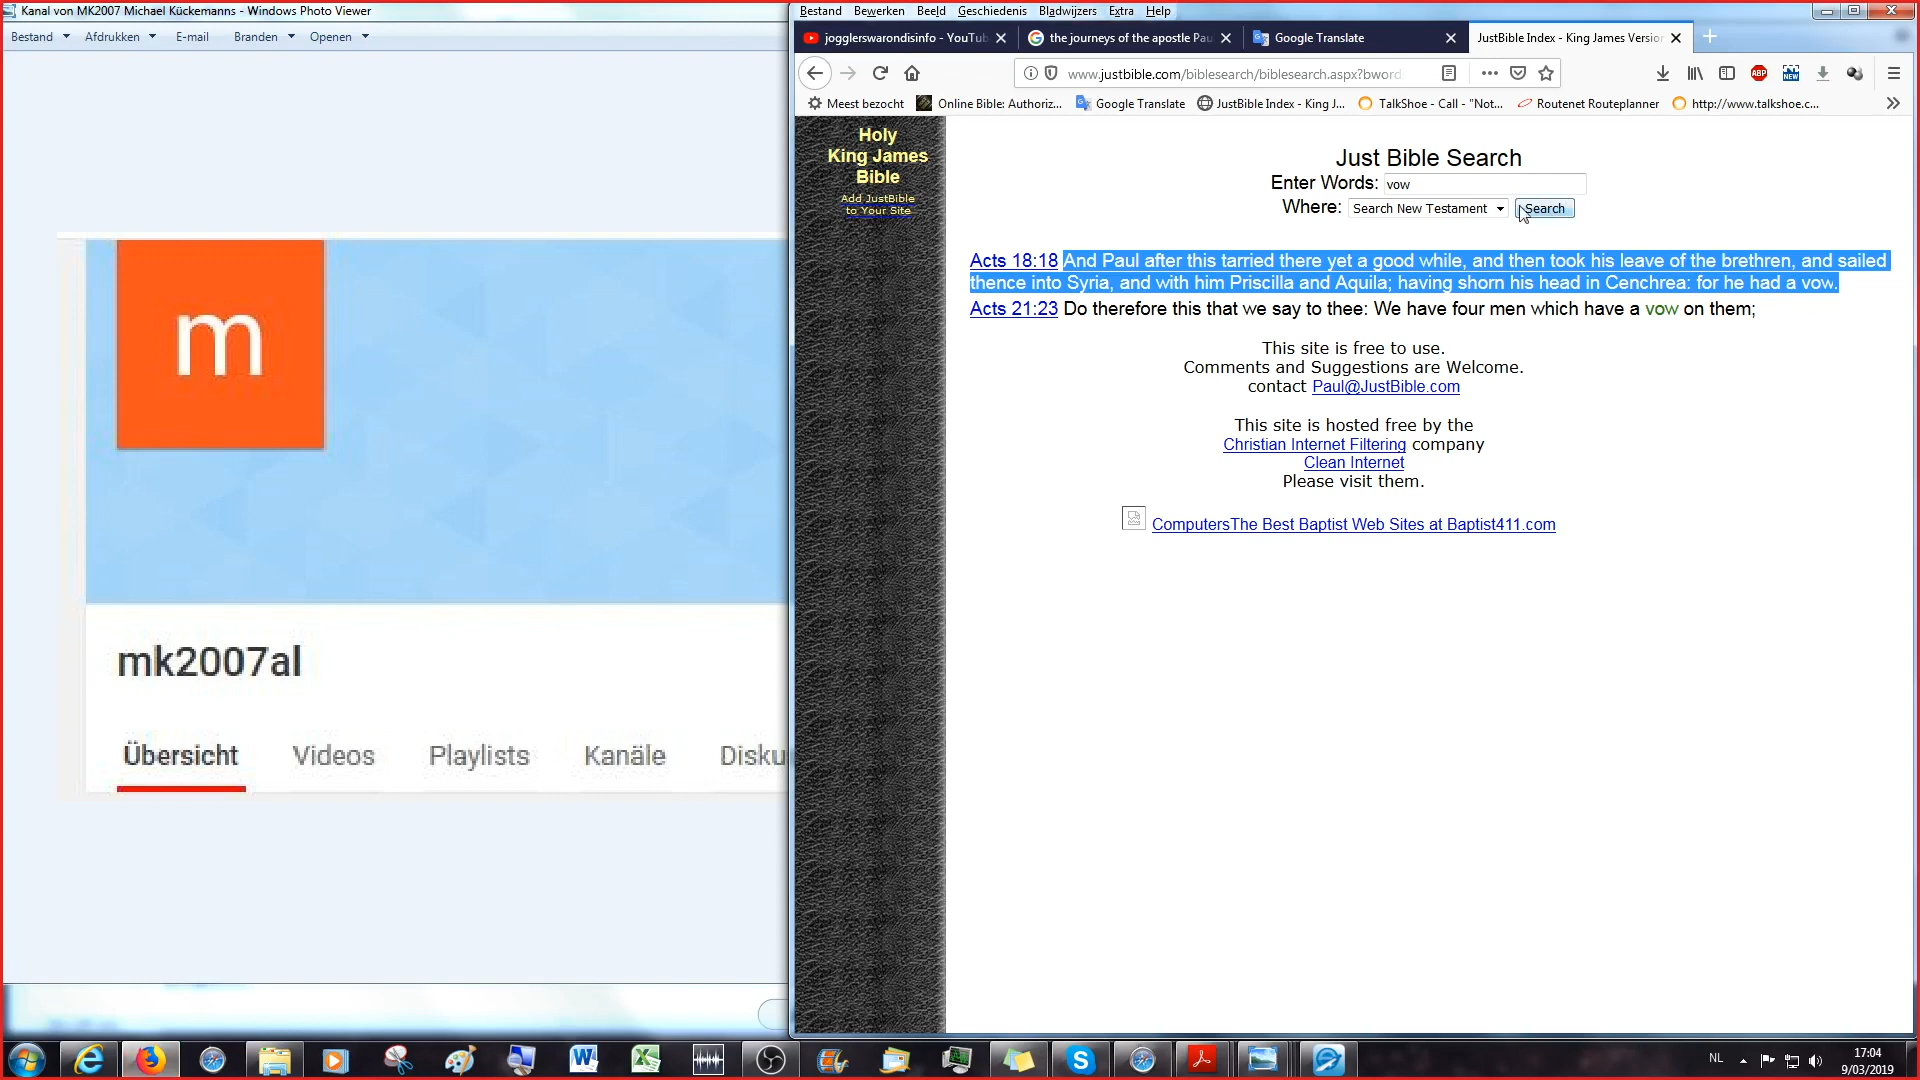 Kanal von MK2007 Michael Kückemanns - Windows Photo Viewer
Bestand Afdrukken E-mail Branden Openen
m
mk2007al
Übersicht Videos Playlists Kanäle Disku
Bestand Bewerken Beeld Geschiedenis Bladwijzers Extra Help
jogglerswarondisinfo - YouTub
the journeys of the apostle Pau
Google Translate
JustBible Index - King James Version
www.justbible.com/biblesearch/biblesearch.aspx?bword
ABP
NEW
Meest bezocht Online Bible: Authoriz... Google Translate JustBible Index - King J... TalkShoe - Call - "Not... Routenet Routeplanner http://www.talkshoe.c...
Holy
King James
Bible
Add JustBible
to Your Site
Just Bible Search
Enter Words: vow
Where: Search New Testament Search
Acts 18:18 And Paul after this tarried there yet a good while, and then took his leave of the brethren, and sailed
thence into Syria, and with him Priscilla and Aquila; having shorn his head in Cenchrea: for he had a vow.
Acts 21:23 Do therefore this that we say to thee: We have four men which have a vow on them;
This site is free to use.
Comments and Suggestions are Welcome.
contact Paul@JustBible.com
This site is hosted free by the
Christian Internet Filtering company
Clean Internet
Please visit them.
ComputersThe Best Baptist Web Sites at Baptist411.com
NL
17:04
9/03/2019